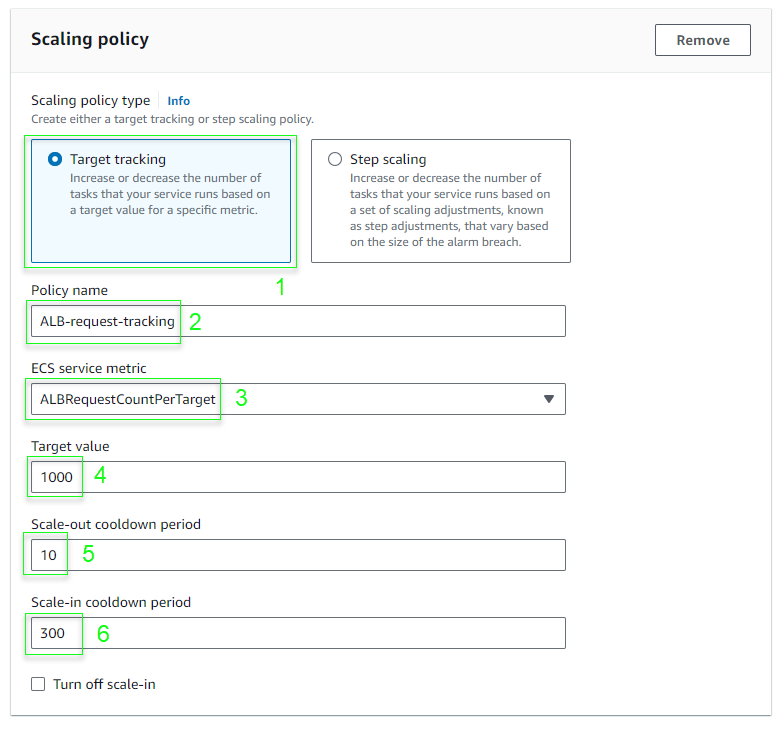 Scaling policy
Remove
Scaling policy type
Info
Create either a target tracking or step scaling policy.
Target tracking
Increase or decrease the number of
tasks that your service runs based on
a target value for a specific metric.
Step scaling
Increase or decrease the number of
tasks that your service runs based on
a set of scaling adjustments, known
as step adjustments, that vary based
on the size of the alarm breach.
1
Policy name
ALB-request-tracking
2
ECS service metric
ALBRequestCountPerTarget
3
Target value
1000
4
Scale-out cooldown period
10
5
Scale-in cooldown period
300
6
Turn off scale-in